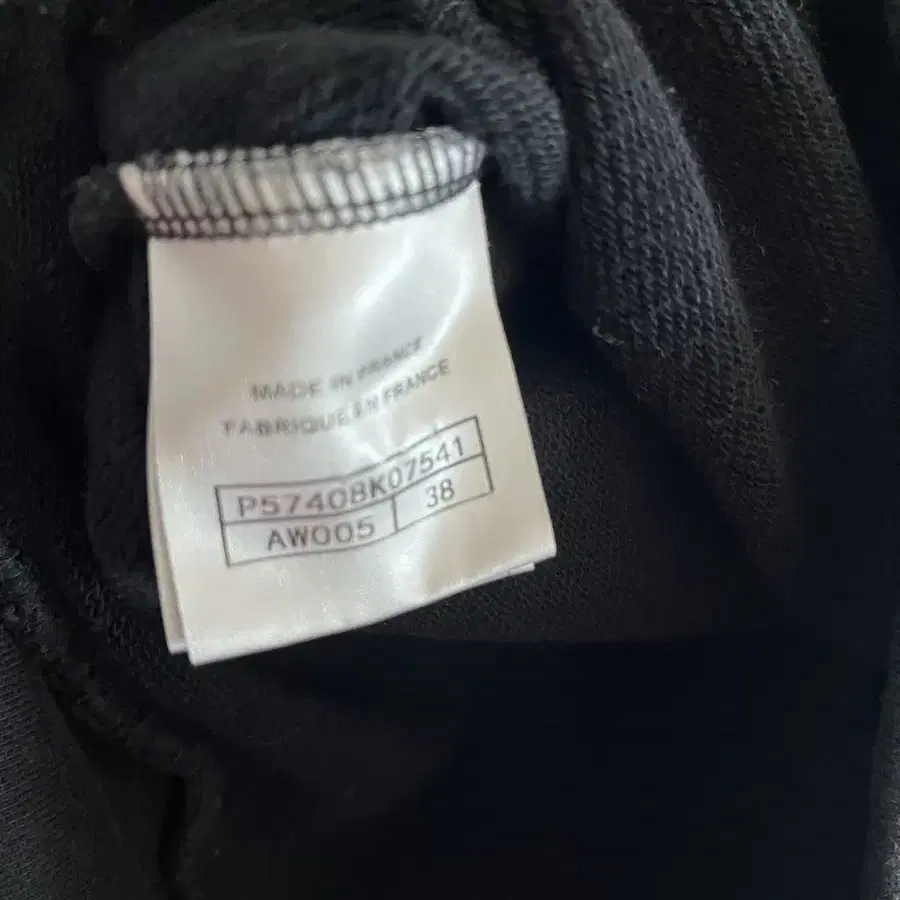 MADE IN FRANCE
FABRIQUE EN FRANCE
P57408K07541
AW005 38